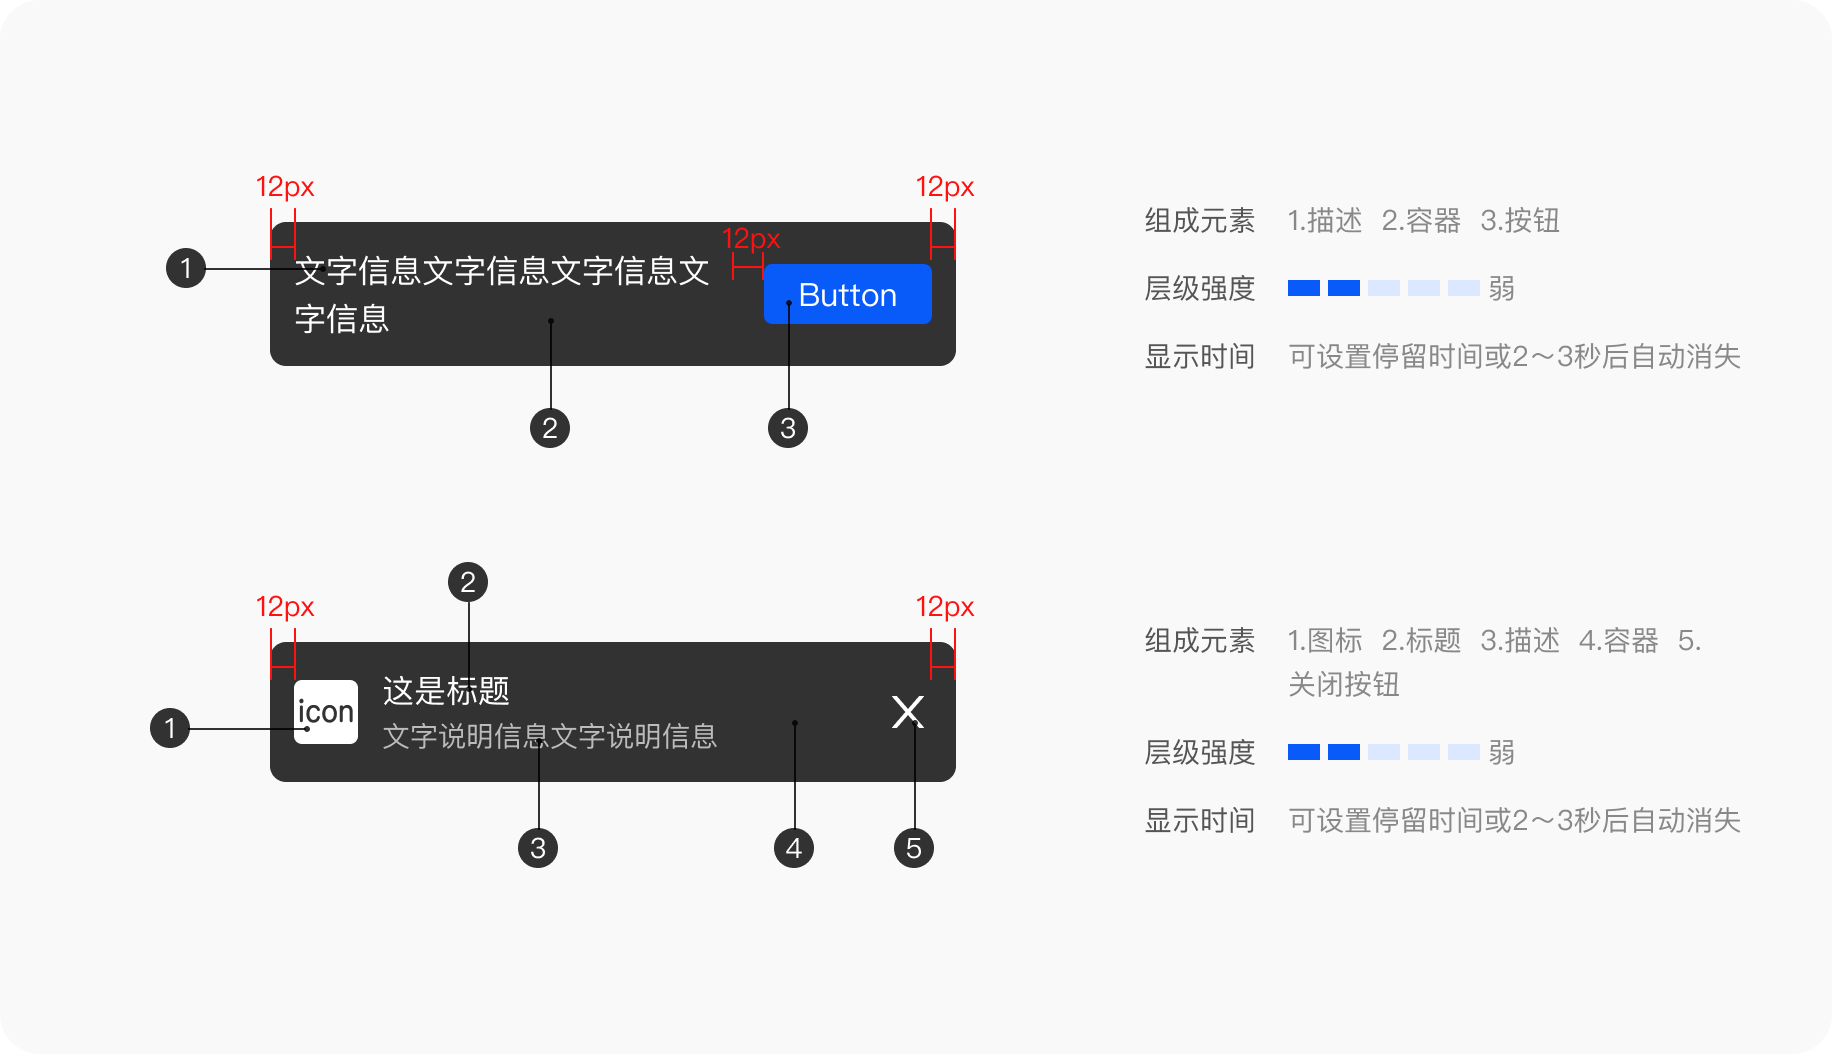 12px
12px
12px
1
文字信息文字信息文字信息文
字信息
Button
2
3
组成元素 1.描述 2.容器 3.按钮
层级强度 弱
显示时间 可设置停留时间或2～3秒后自动消失
2
12px
12px
1
icon
这是标题
文字说明信息文字说明信息
X
3
4
5
组成元素 1.图标 2.标题 3.描述 4.容器 5.
关闭按钮
层级强度 弱
显示时间 可设置停留时间或2～3秒后自动消失